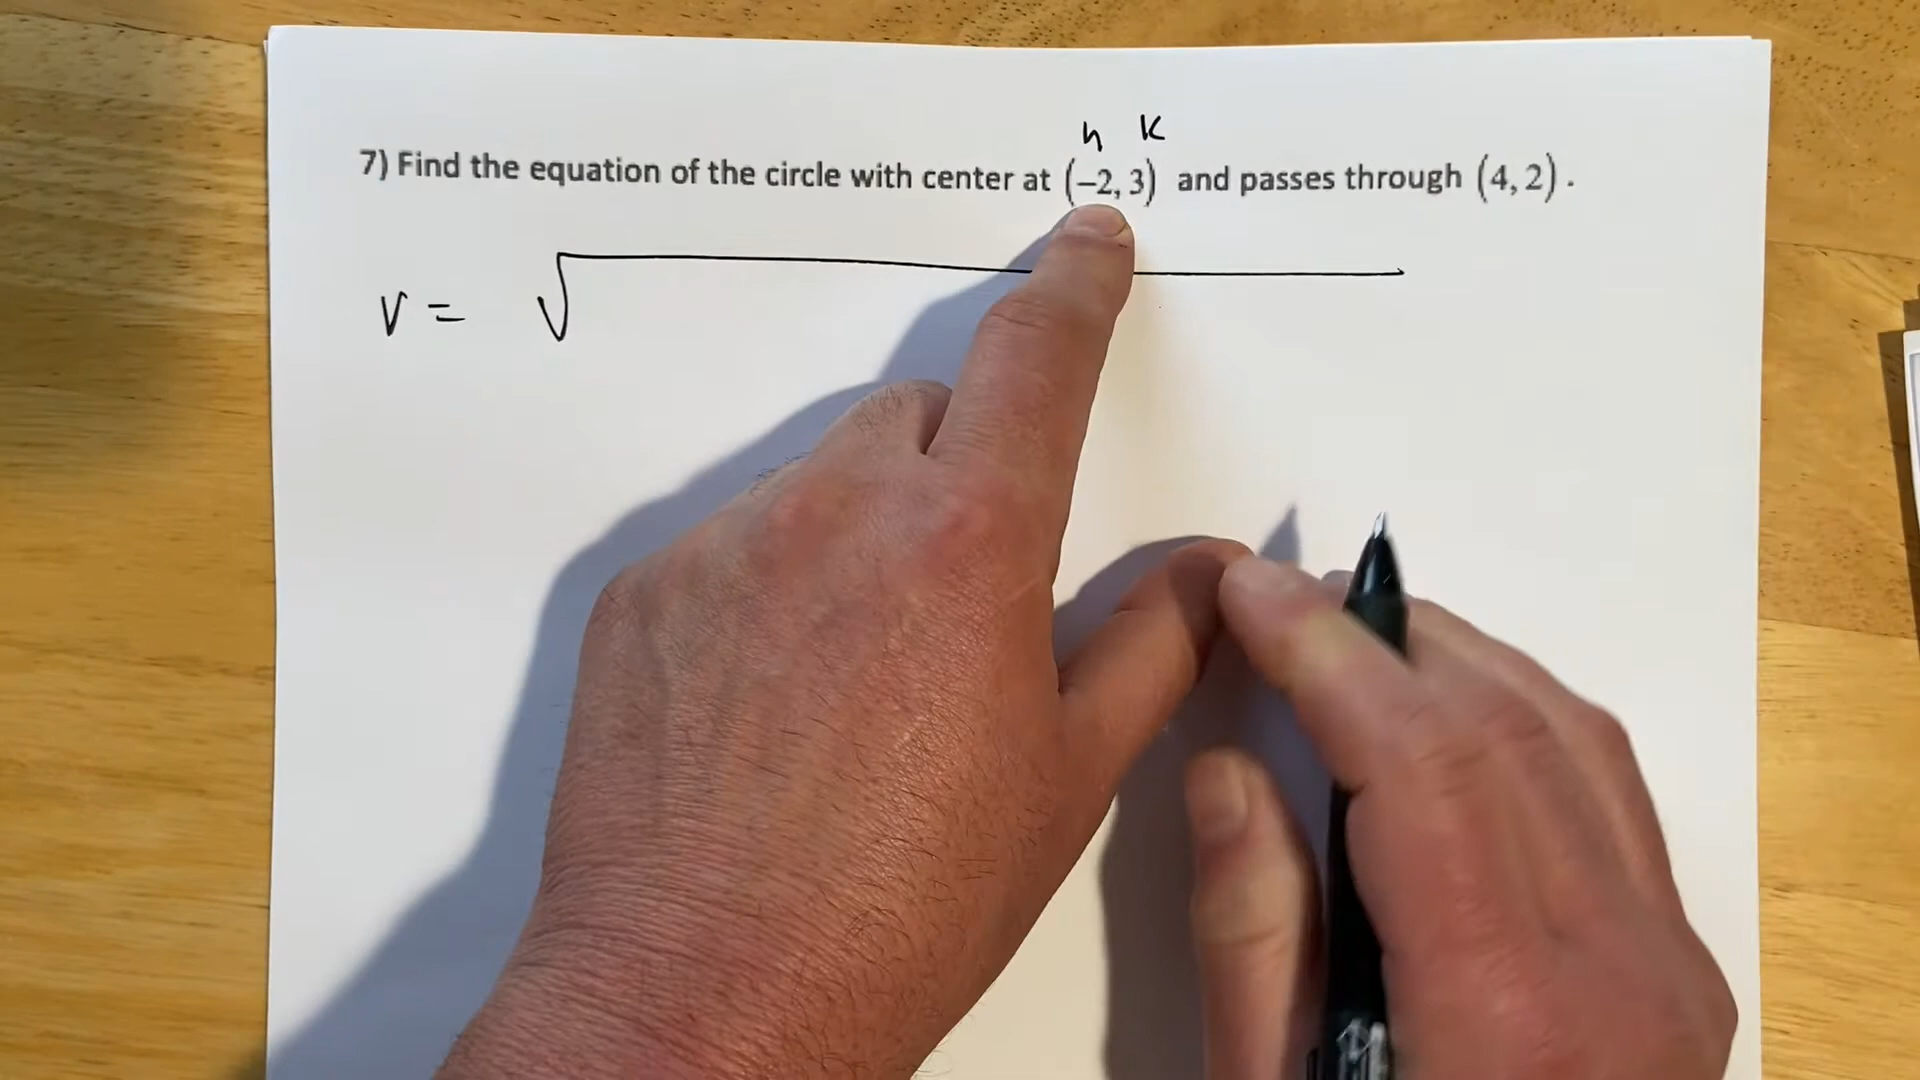 h k
7) Find the equation of the circle with center at (−2, 3) and passes through (4, 2) .
r = √